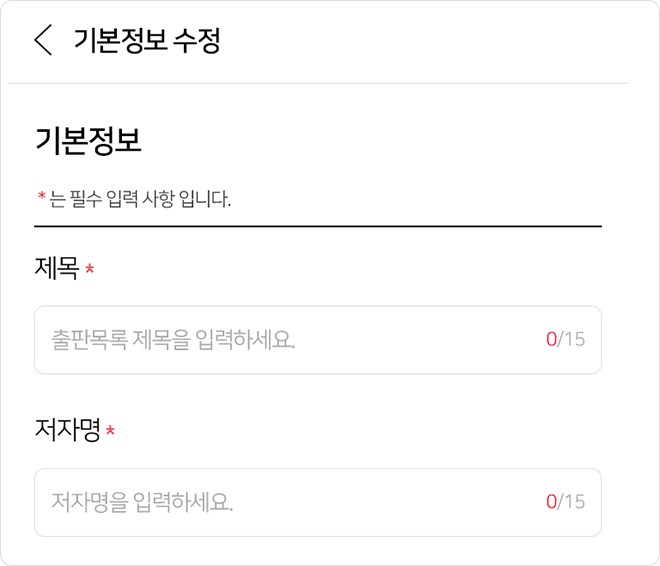 기본정보 수정
기본정보
* 는 필수 입력 사항 입니다.
제목 *
출판목록 제목을 입력하세요. 0/15
저자명 *
저자명을 입력하세요. 0/15